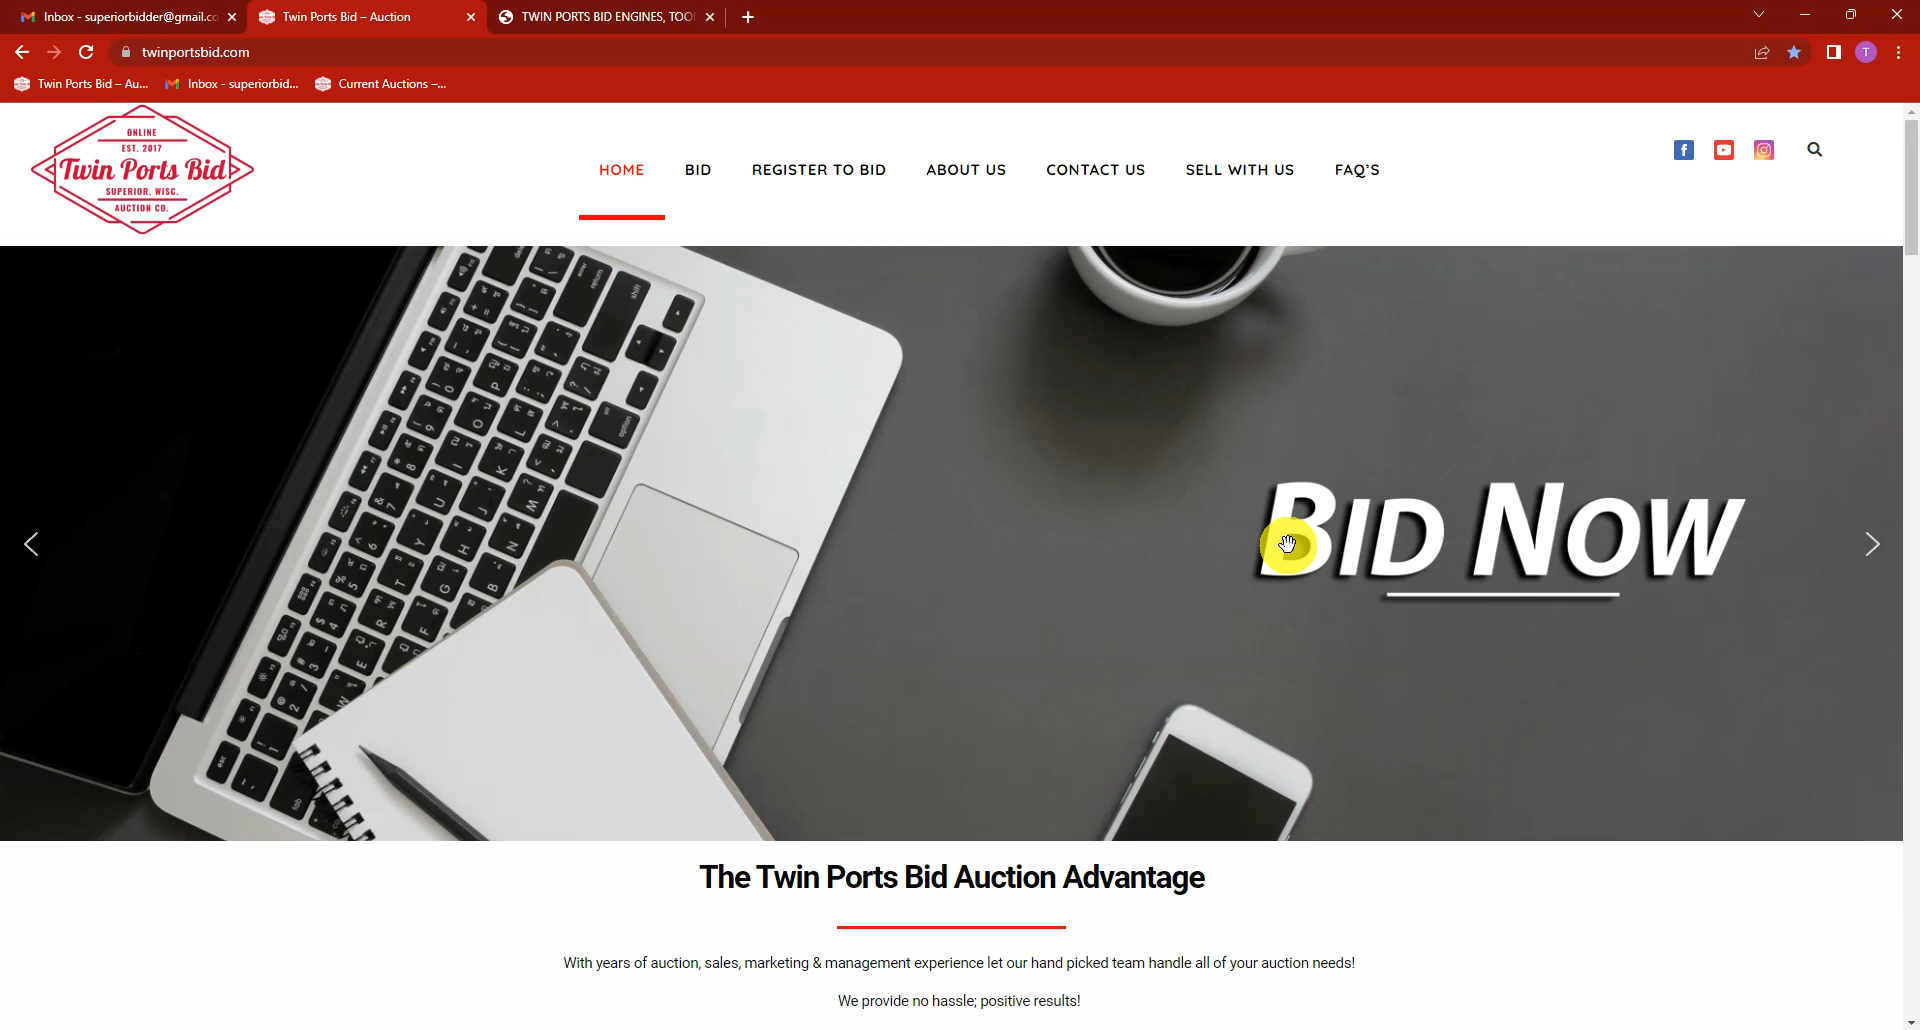 Inbox - superiorbidder@gmail.co
Twin Ports Bid – Auction
TWIN PORTS BID ENGINES, TOO
twinportsbid.com
T
Twin Ports Bid – Au...
Inbox - superiorbid...
Current Auctions –...
ONLINE
EST. 2017
Twin Ports Bid
SUPERIOR, WISC.
AUCTION CO.
HOME
BID
REGISTER TO BID
ABOUT US
CONTACT US
SELL WITH US
FAQ'S
BID NOW
The Twin Ports Bid Auction Advantage
With years of auction, sales, marketing & management experience let our hand picked team handle all of your auction needs!
We provide no hassle; positive results!